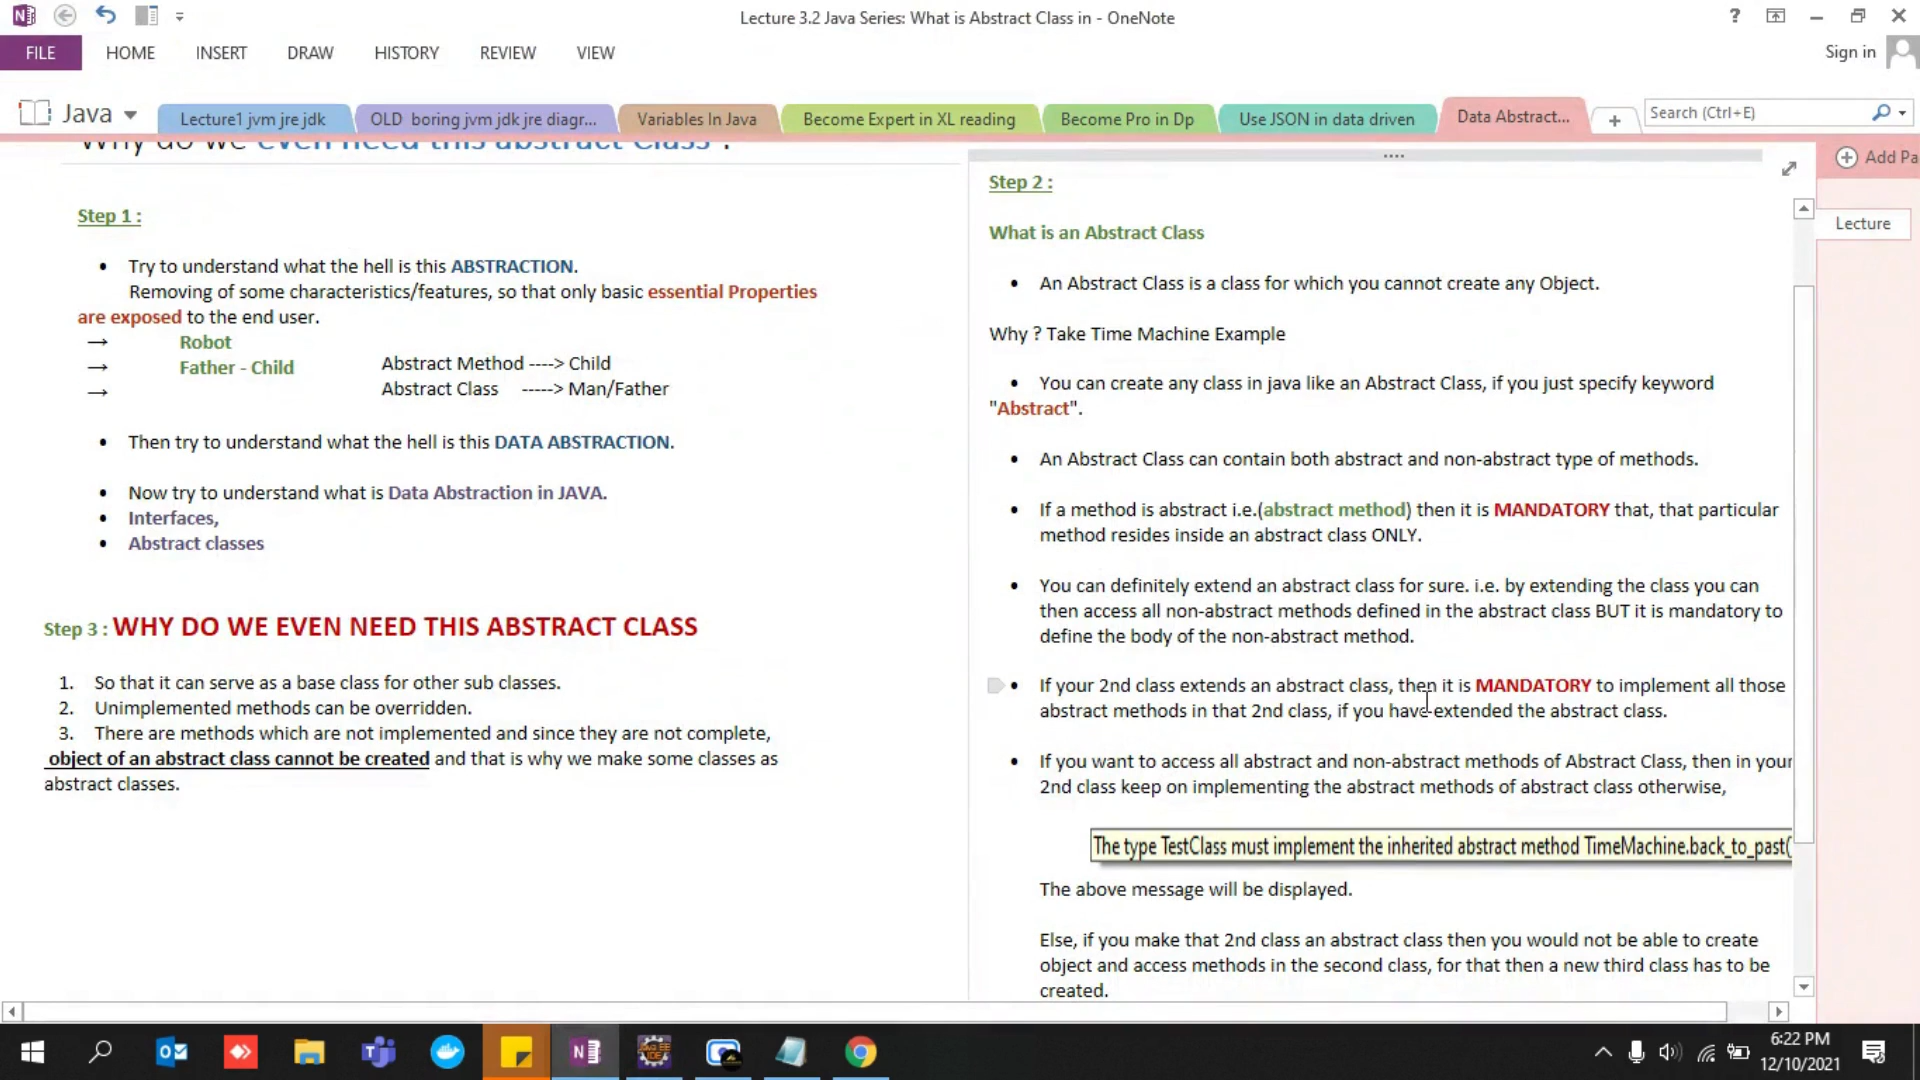 Lecture 3.2 Java Series: What is Abstract Class in - OneNote
FILE HOME INSERT DRAW HISTORY REVIEW VIEW
Sign in
Java
Lecture1 jvm jre jdk
OLD boring jvm jdk jre diagr...
Variables In Java
Become Expert in XL reading
Become Pro in Dp
Use JSON in data driven
Data Abstract...
Search (Ctrl+E)
Add Pa
Lecture
Why do we even need this abstract Class ?
Step 1 :
• Try to understand what the hell is this ABSTRACTION.
Removing of some characteristics/features, so that only basic essential Properties
are exposed to the end user.
→ Robot
→ Father - Child
→
Abstract Method ----> Child
Abstract Class -----> Man/Father
• Then try to understand what the hell is this DATA ABSTRACTION.
• Now try to understand what is Data Abstraction in JAVA.
• Interfaces,
• Abstract classes
Step 3 : WHY DO WE EVEN NEED THIS ABSTRACT CLASS
1. So that it can serve as a base class for other sub classes.
2. Unimplemented methods can be overridden.
3. There are methods which are not implemented and since they are not complete,
object of an abstract class cannot be created and that is why we make some classes as
abstract classes.
Step 2 :
What is an Abstract Class
• An Abstract Class is a class for which you cannot create any Object.
Why ? Take Time Machine Example
• You can create any class in java like an Abstract Class, if you just specify keyword
"Abstract".
• An Abstract Class can contain both abstract and non-abstract type of methods.
• If a method is abstract i.e.(abstract method) then it is MANDATORY that, that particular
method resides inside an abstract class ONLY.
• You can definitely extend an abstract class for sure. i.e. by extending the class you can
then access all non-abstract methods defined in the abstract class BUT it is mandatory to
define the body of the non-abstract method.
• If your 2nd class extends an abstract class, then it is MANDATORY to implement all those
abstract methods in that 2nd class, if you have extended the abstract class.
• If you want to access all abstract and non-abstract methods of Abstract Class, then in your
2nd class keep on implementing the abstract methods of abstract class otherwise,
The type TestClass must implement the inherited abstract method TimeMachine.back_to_past(
The above message will be displayed.
Else, if you make that 2nd class an abstract class then you would not be able to create
object and access methods in the second class, for that then a new third class has to be
created.
6:22 PM
12/10/2021